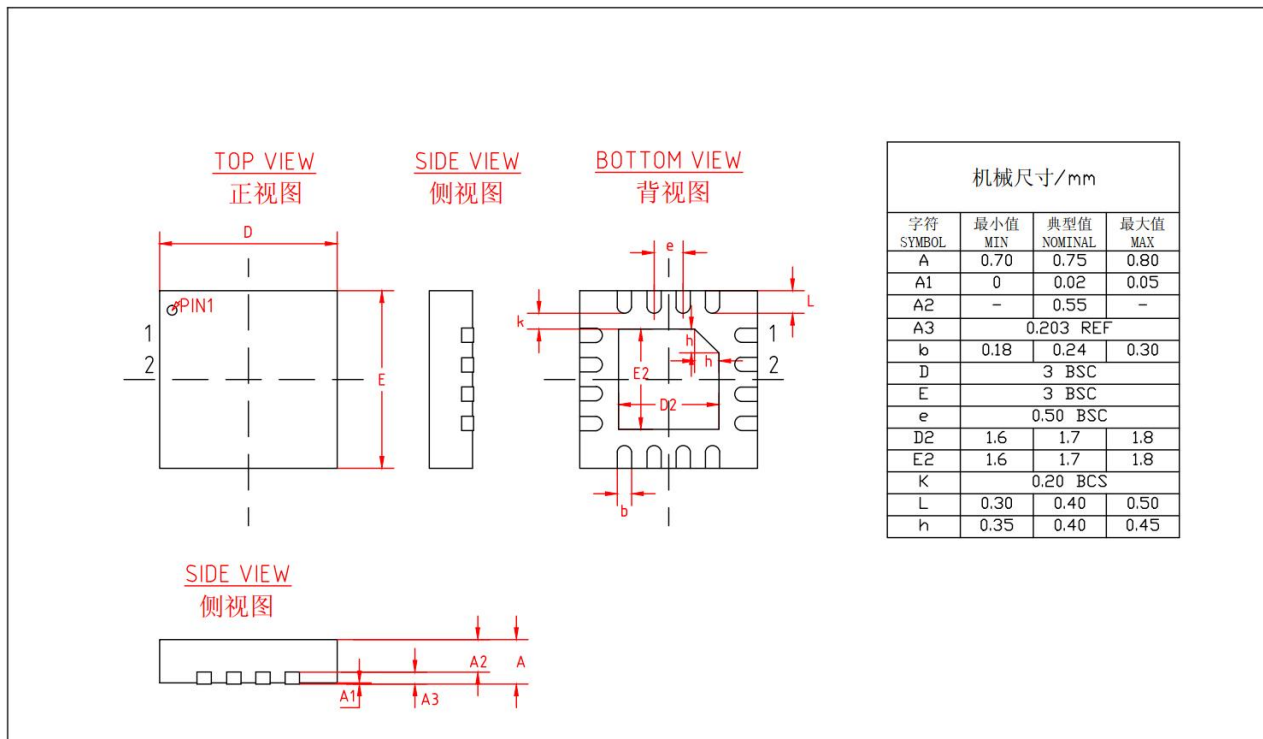 TOP VIEW
正视图
SIDE VIEW
侧视图
BOTTOM VIEW
背视图
D
PIN1
1
2
E
e
L
k
h
h
E2
D2
1
2
b
SIDE VIEW
侧视图
A1
A3
A2
A
机械尺寸/mm
字符 最小值 典型值 最大值
SYMBOL MIN NOMINAL MAX
A 0.70 0.75 0.80
A1 0 0.02 0.05
A2 - 0.55 -
A3 0.203 REF
b 0.18 0.24 0.30
D 3 BSC
E 3 BSC
e 0.50 BSC
D2 1.6 1.7 1.8
E2 1.6 1.7 1.8
K 0.20 BCS
L 0.30 0.40 0.50
h 0.35 0.40 0.45